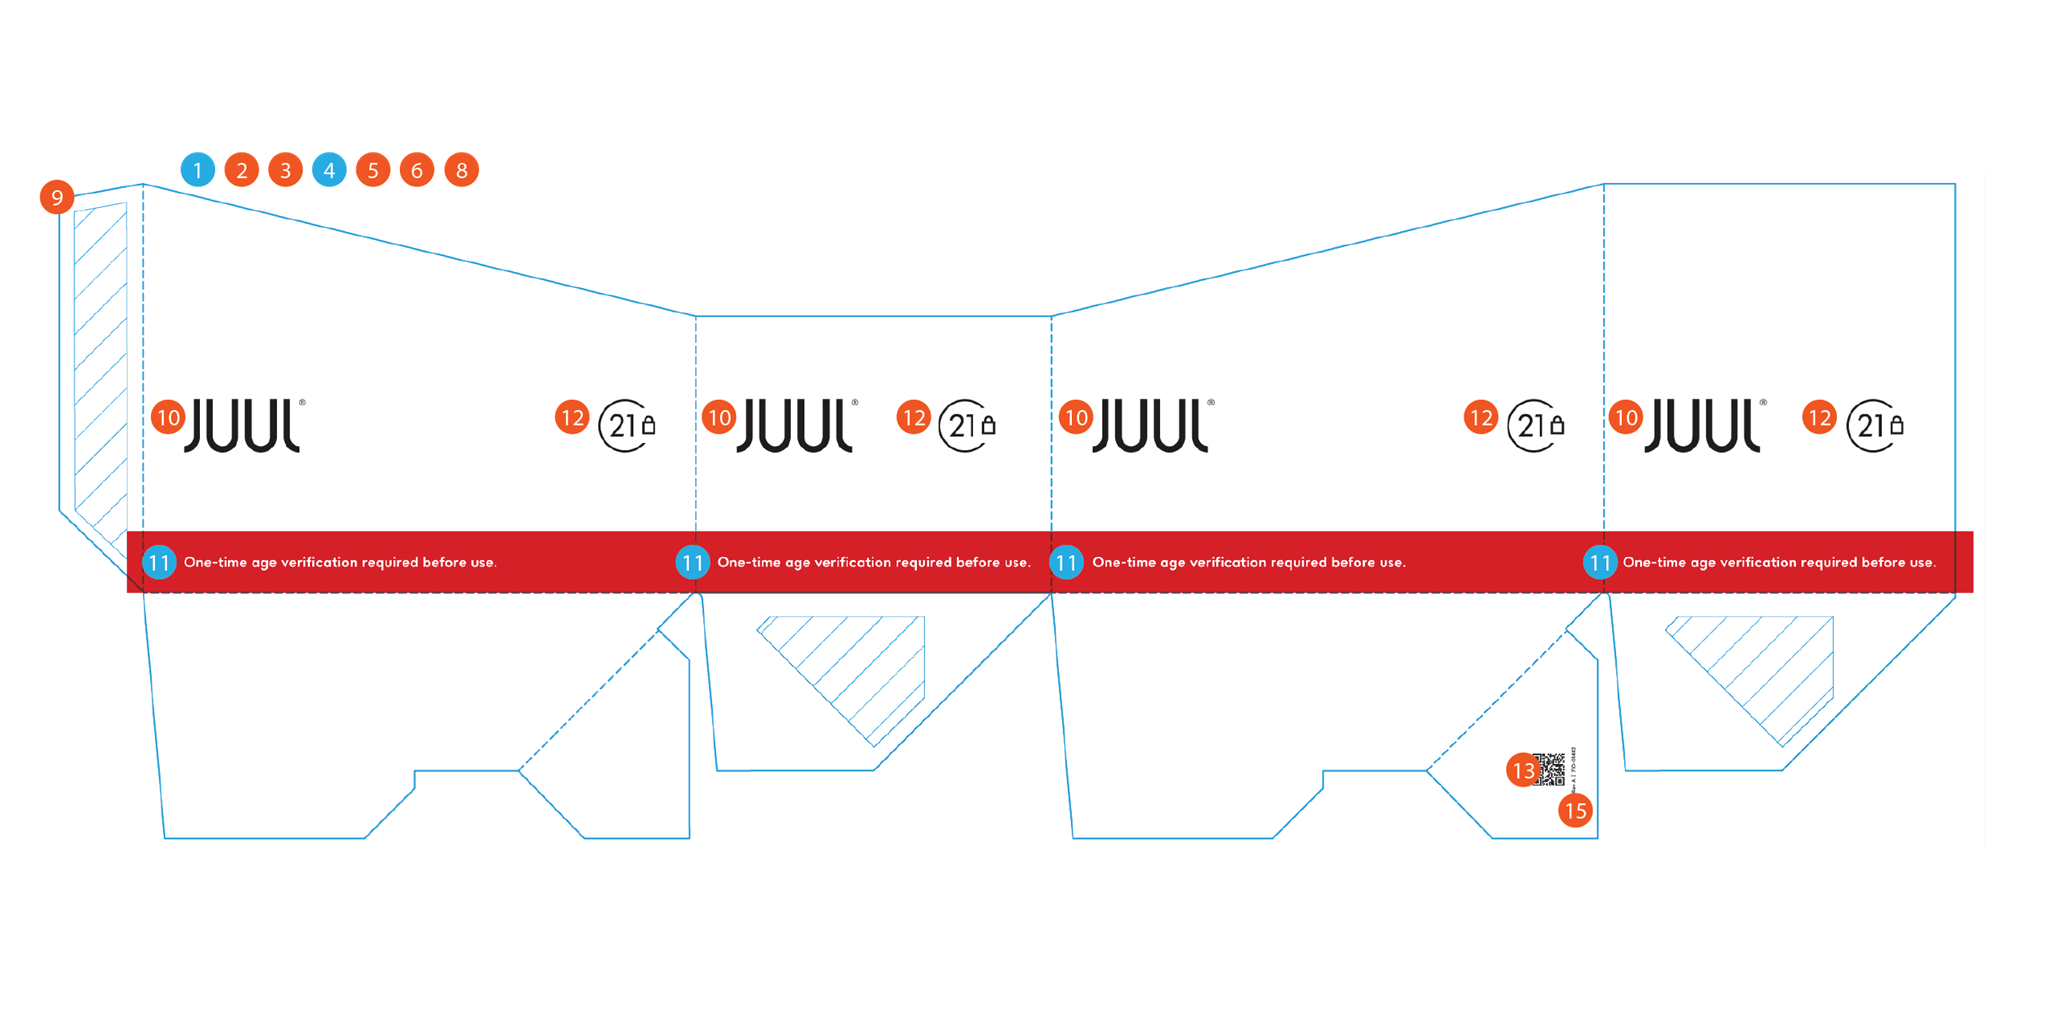 1 2 3 4 5 6 8
9
10 JUUL® 12 21 10 JUUL® 12 21 10 JUUL® 12 21 10 JUUL® 12 21
11 One-time age verification required before use. 11 One-time age verification required before use. 11 One-time age verification required before use. 11 One-time age verification required before use.
13
Rev A |
15